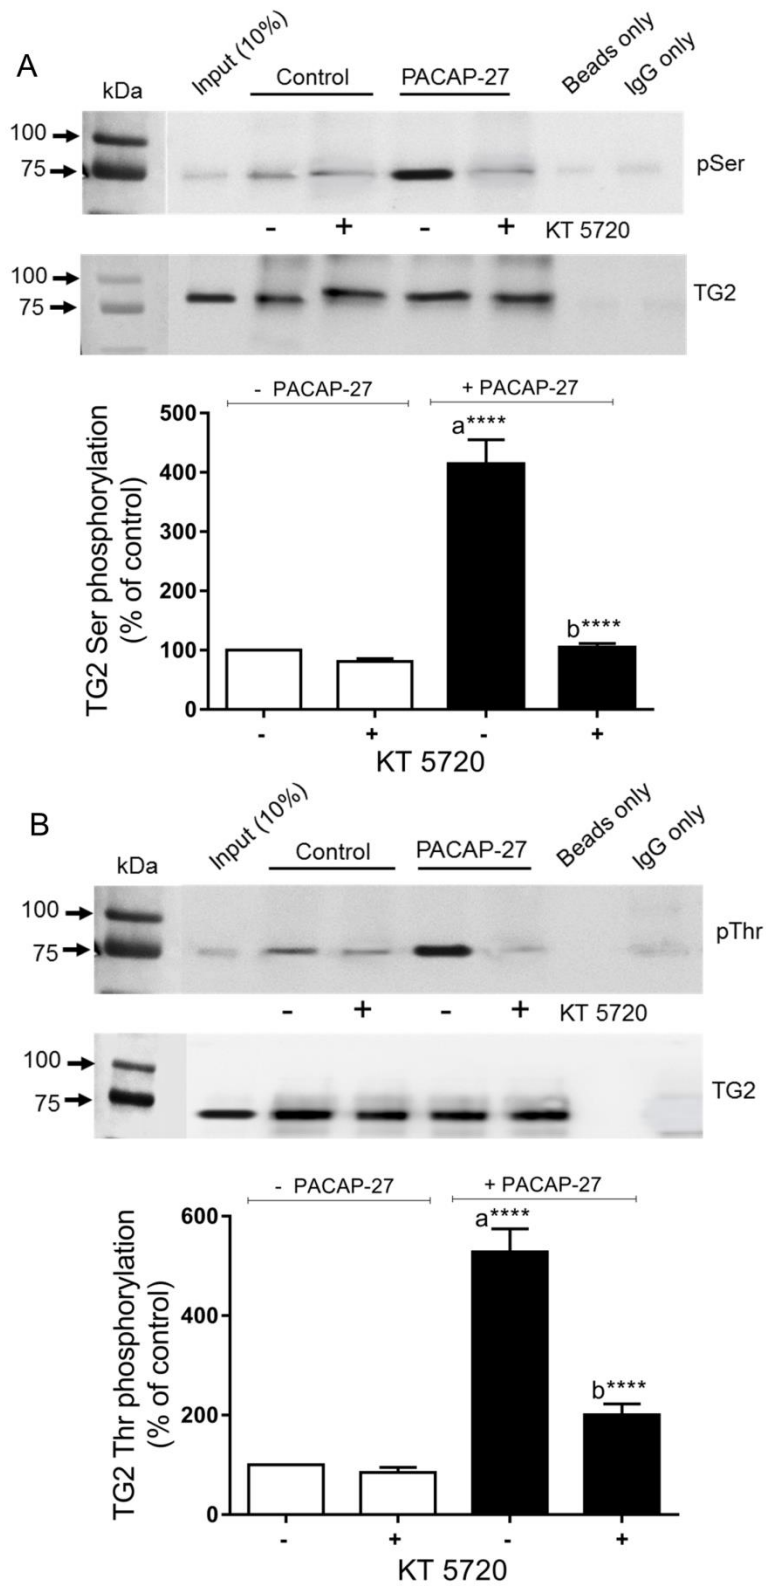 A
kDa
Input (10%)
Control
PACAP-27
Beads only
IgG only
100
75
pSer
- + - + KT 5720
100
75
TG2
- PACAP-27
+ PACAP-27
TG2 Ser phosphorylation
(% of control)
500
400
300
200
100
0
a****
b****
- + - +
KT 5720
B
kDa
Input (10%)
Control
PACAP-27
Beads only
IgG only
100
75
pThr
- + - + KT 5720
100
75
TG2
- PACAP-27
+ PACAP-27
TG2 Thr phosphorylation
(% of control)
600
400
200
0
a****
b****
- + - +
KT 5720